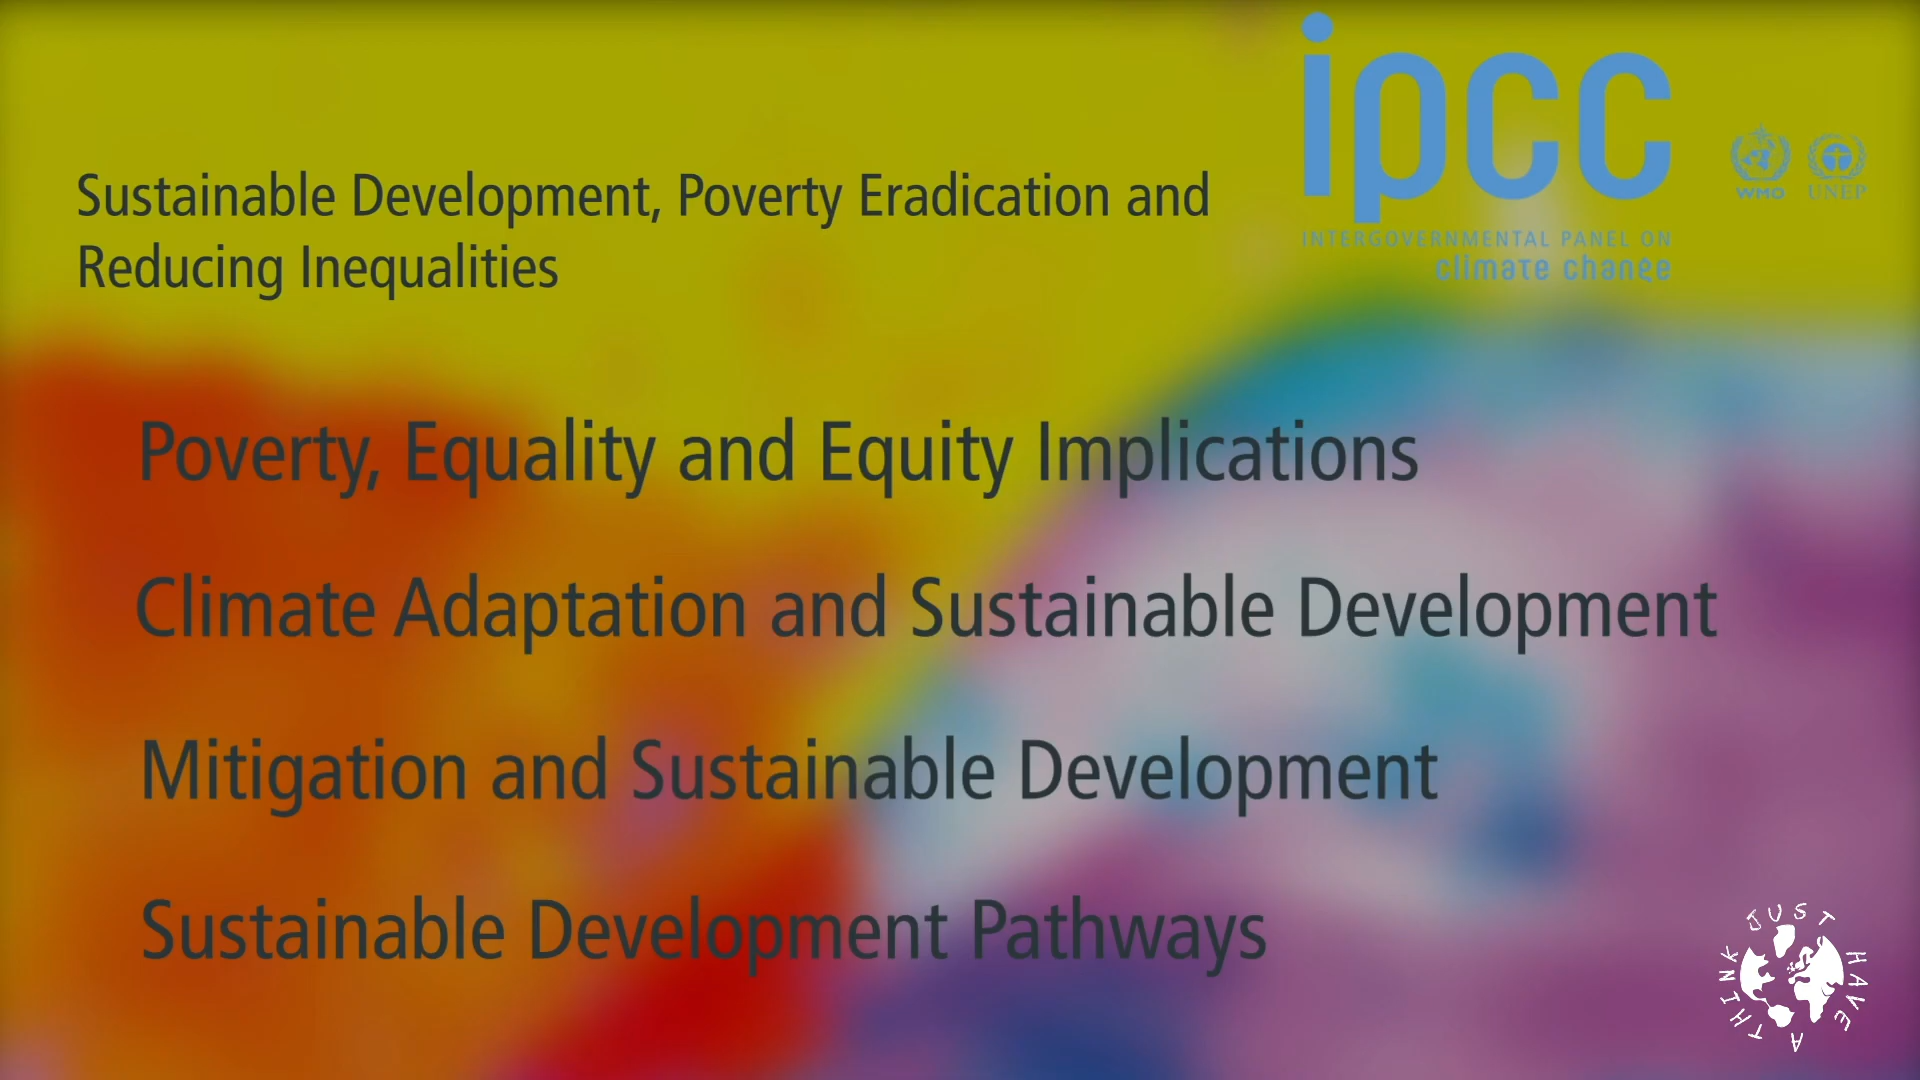 ipcc
INTERGOVERNMENTAL PANEL ON
climate change
WMO
UNEP
Sustainable Development, Poverty Eradication and
Reducing Inequalities
Poverty, Equality and Equity Implications
Climate Adaptation and Sustainable Development
Mitigation and Sustainable Development
Sustainable Development Pathways
JUST HAVE A THINK